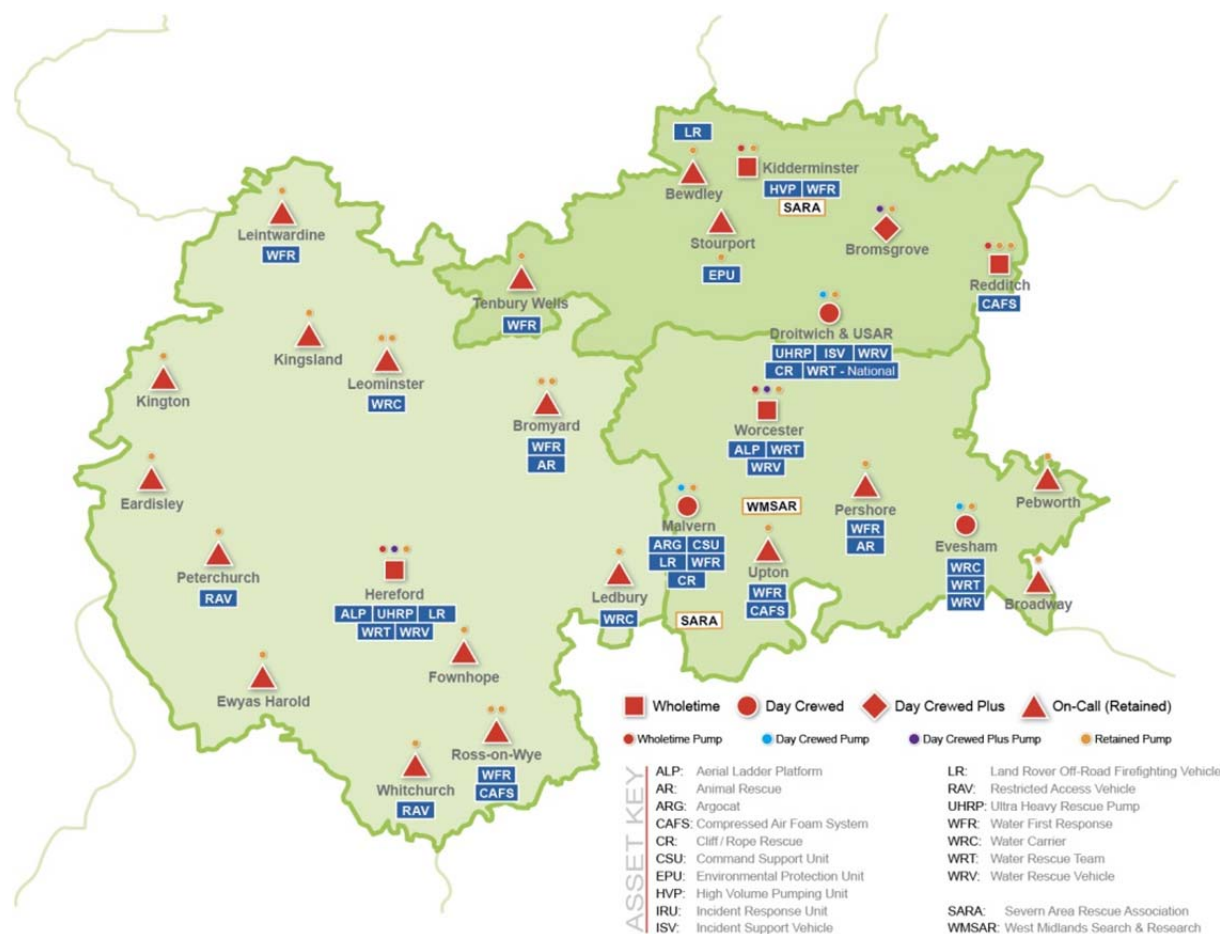 LR
Kidderminster
Bewdley
HVP WFR
SARA
Stourport
EPU
Bromsgrove
Redditch
CAFS
Leintwardine
WFR
Tenbury Wells
WFR
Droitwich & USAR
UHRP ISV WRV
CR WRT - National
Kingsland
Leominster
WRC
Kington
Bromyard
WFR
AR
Worcester
ALP WRT
WRV
Eardisley
WMSAR
Pershore
WFR
AR
Pebworth
Malvern
ARG CSU
LR WFR
CR
Evesham
WRC
WRT
WRV
Peterchurch
RAV
Hereford
ALP UHRP LR
WRT WRV
Ledbury
WRC
Upton
WFR
CAFS
Broadway
SARA
Fownhope
Ewyas Harold
Ross-on-Wye
WFR
CAFS
Whitchurch
RAV
Wholetime Day Crewed Day Crewed Plus On-Call (Retained)
Wholetime Pump Day Crewed Pump Day Crewed Plus Pump Retained Pump
ASSET KEY
ALP: Aerial Ladder Platform
AR: Animal Rescue
ARG: Argocat
CAFS: Compressed Air Foam System
CR: Cliff / Rope Rescue
CSU: Command Support Unit
EPU: Environmental Protection Unit
HVP: High Volume Pumping Unit
IRU: Incident Response Unit
ISV: Incident Support Vehicle
LR: Land Rover Off-Road Firefighting Vehicle
RAV: Restricted Access Vehicle
UHRP: Ultra Heavy Rescue Pump
WFR: Water First Response
WRC: Water Carrier
WRT: Water Rescue Team
WRV: Water Rescue Vehicle
SARA: Severn Area Rescue Association
WMSAR: West Midlands Search & Research